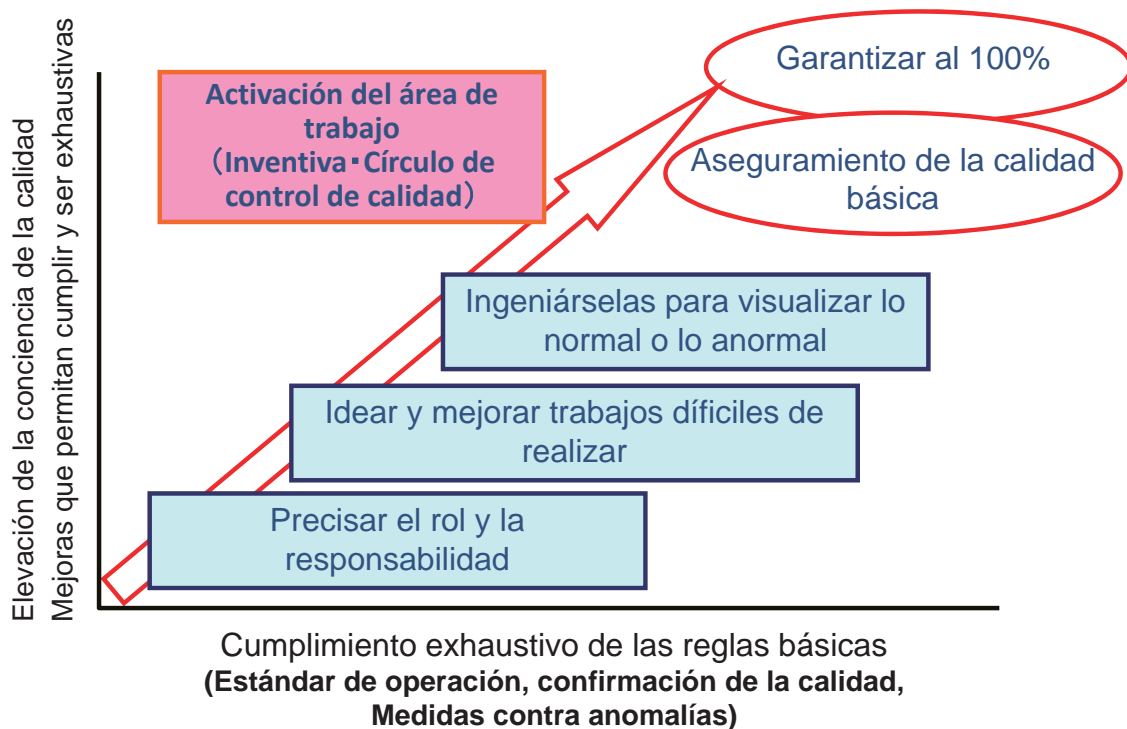 Elevación de la conciencia de la calidad
Mejoras que permitan cumplir y ser exhaustivas
Activación del área de
trabajo
（Inventiva･Círculo de
control de calidad）
Garantizar al 100%
Aseguramiento de la calidad
básica
Ingeniárselas para visualizar lo
normal o lo anormal
Idear y mejorar trabajos díficiles de
realizar
Precisar el rol y la
responsabilidad
Cumplimiento exhaustivo de las reglas básicas
(Estándar de operación, confirmación de la calidad,
Medidas contra anomalías)